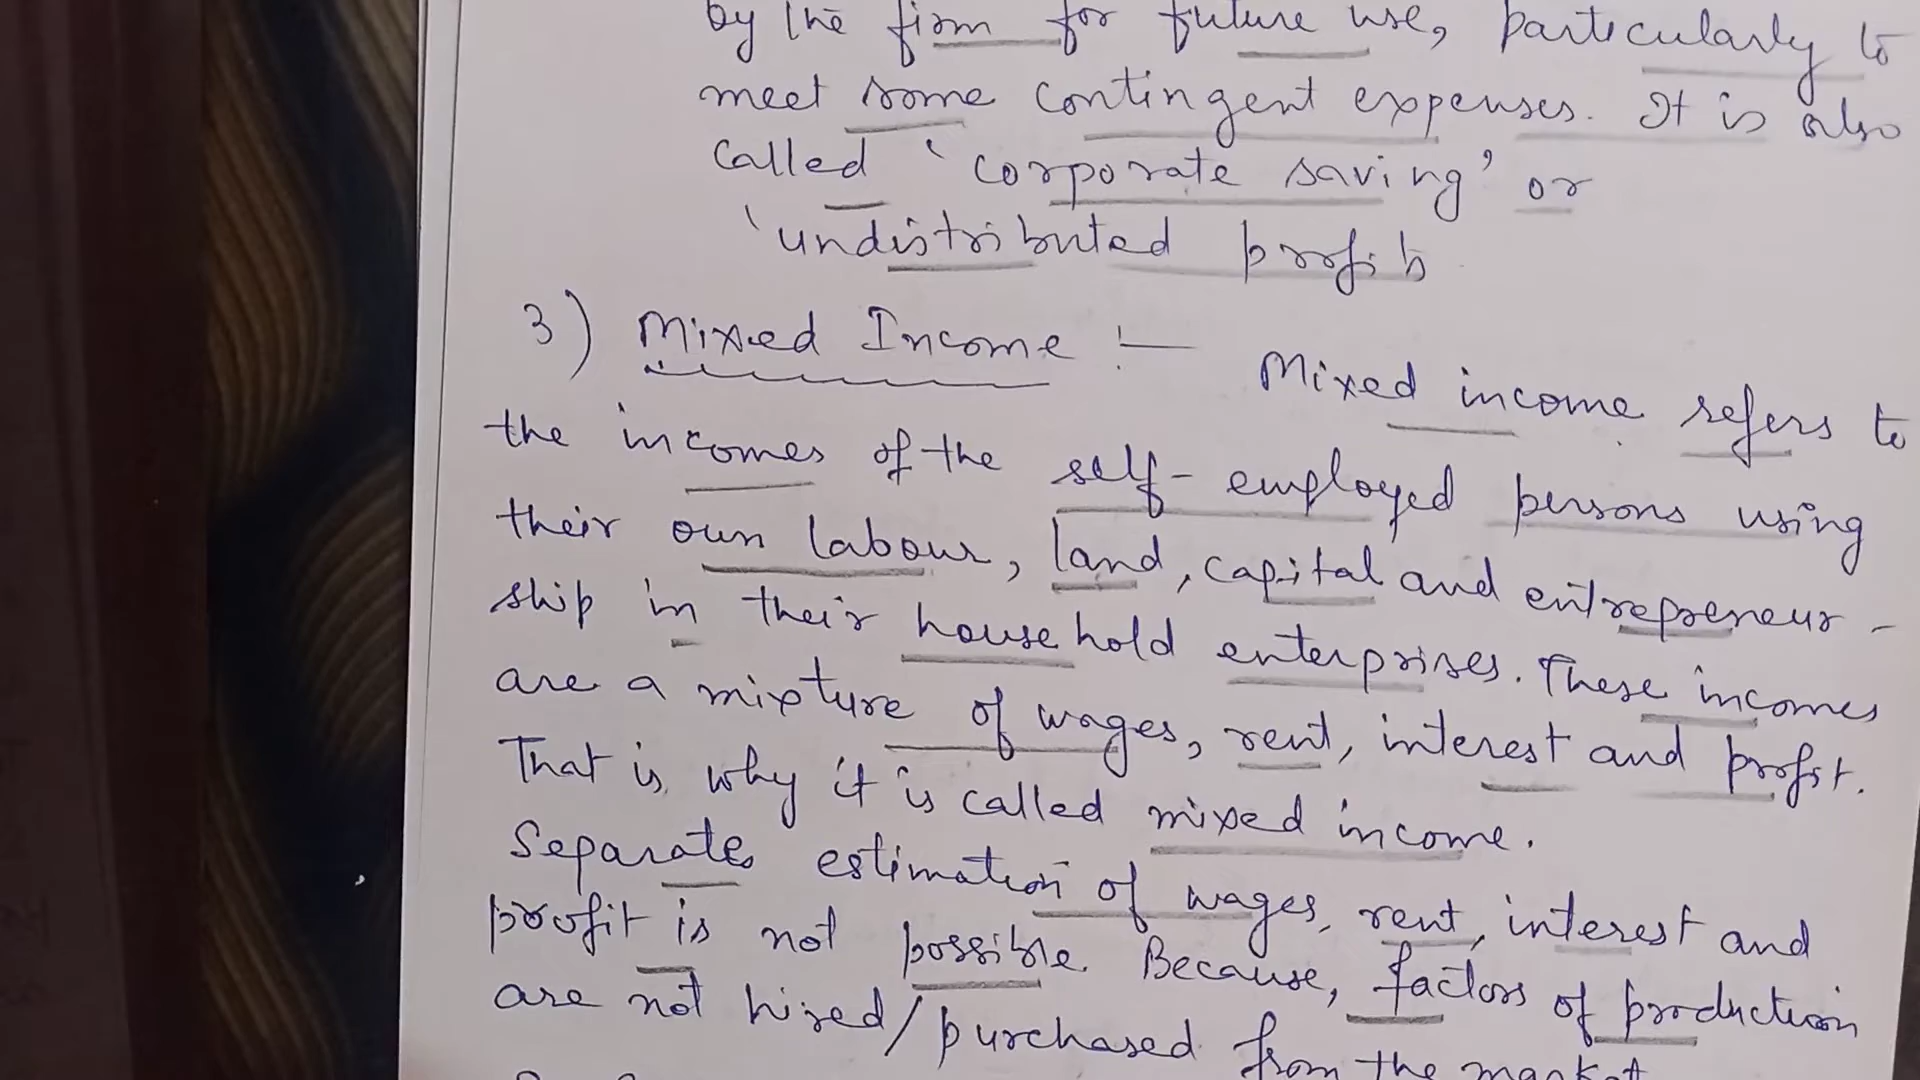 by the firm for future use, particularly to
meet some contingent expenses. It is also
called 'corporate saving' or
'undistributed profits
3) Mixed Income :- Mixed income refers to
the incomes of the self-employed persons using
their own labour, land, capital and entrepreneur-
ship in their household enterprises. These incomes
are a mixture of wages, rent, interest and profit.
That is why it is called mixed income.
Separate estimation of wages, rent, interest and
profit is not possible. Because, factors of production
are not hired/purchased from the market